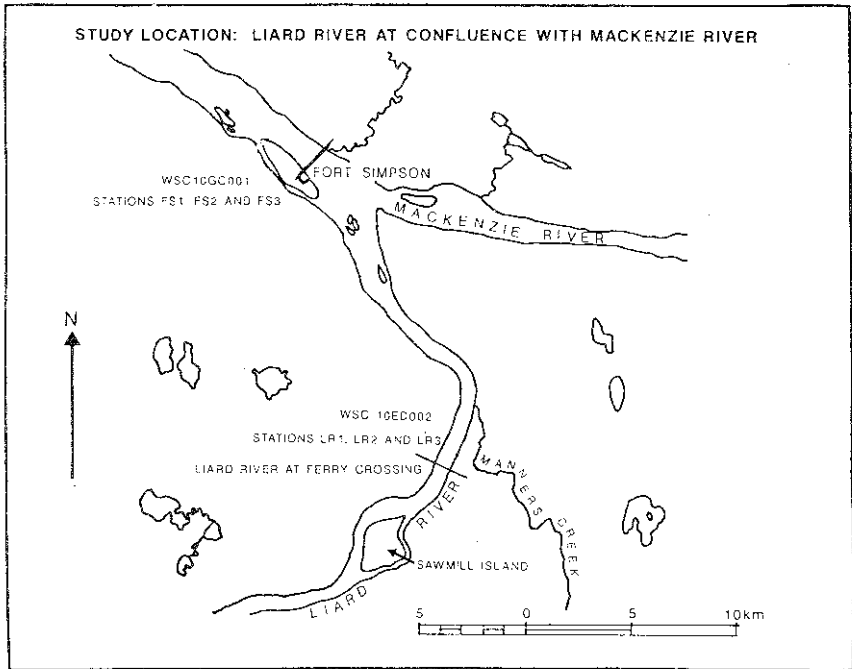 STUDY LOCATION: LIARD RIVER AT CONFLUENCE WITH MACKENZIE RIVER
FORT SIMPSON
WSC10GC001
STATIONS FS1, FS2 AND FS3
MACKENZIE RIVER
N
WSC 10ED002
STATIONS LR1, LR2 AND LR3
LIARD RIVER AT FERRY CROSSING
MANNERS CREEK
SAWMILL ISLAND
LIARD RIVER
5 0 5 10km